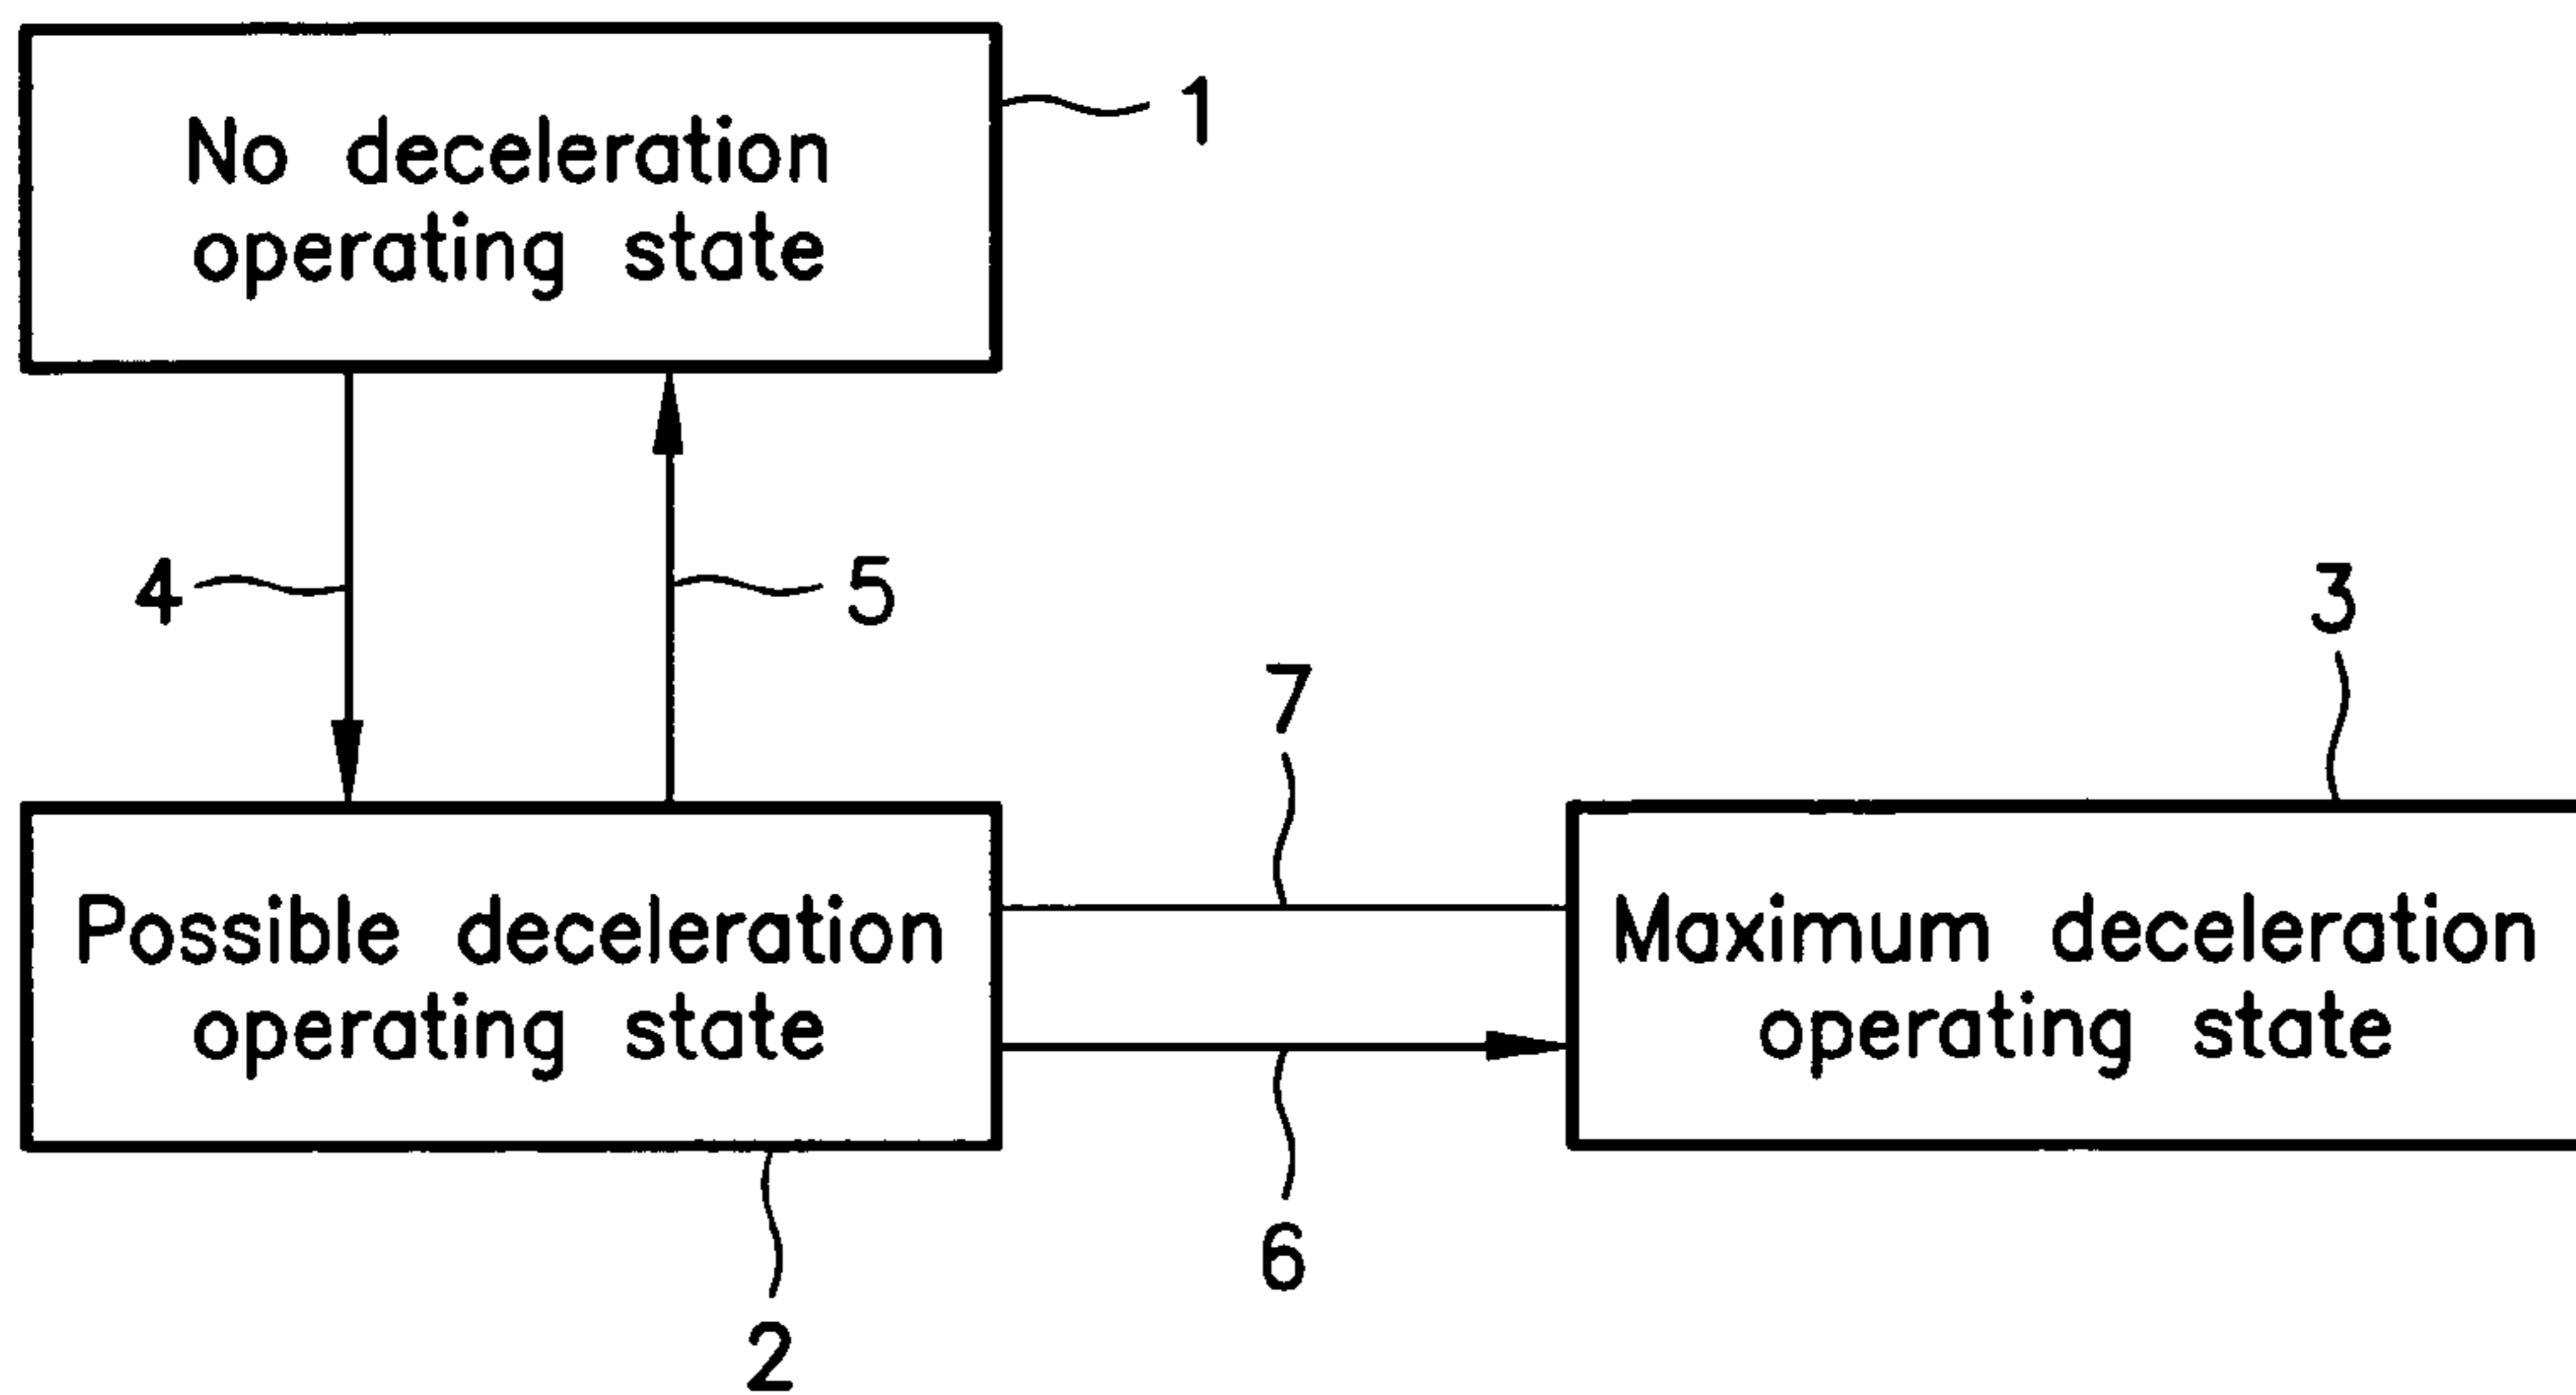 No deceleration
operating state
1
4
5
3
7
Possible deceleration
operating state
Maximum deceleration
operating state
6
2